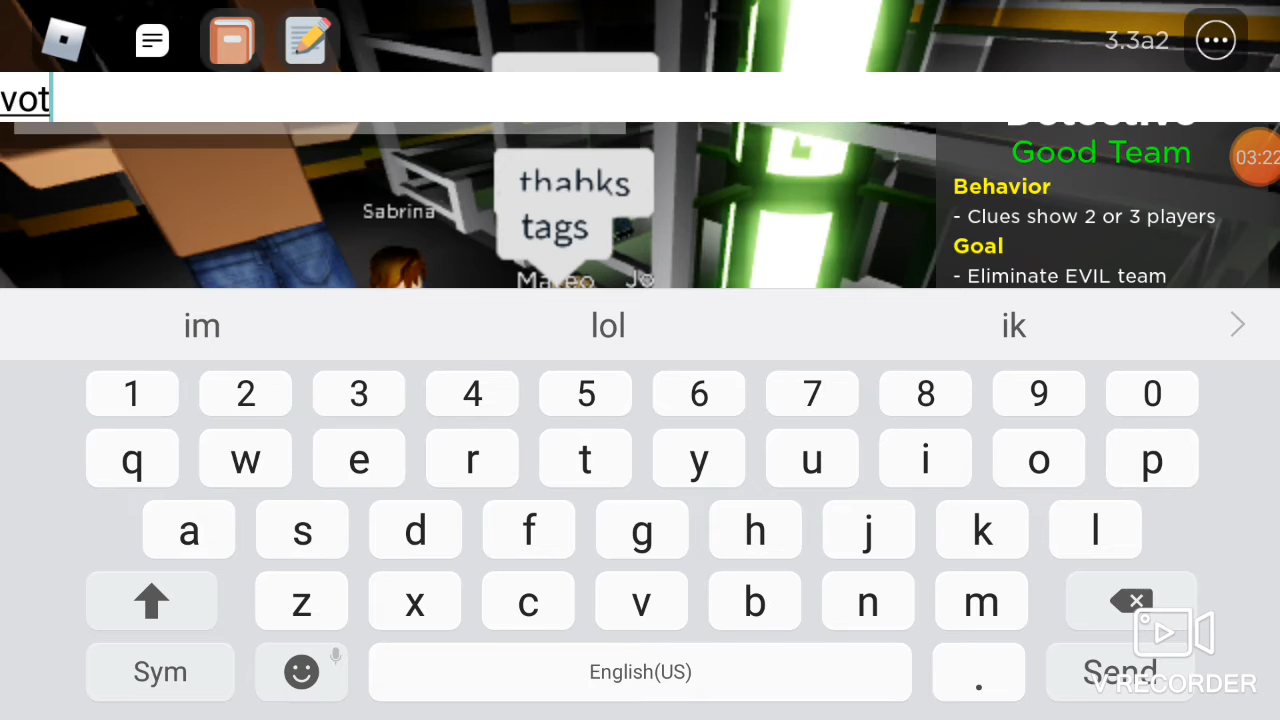 3.3a2
vot
Detective
Good Team
03:22
Behavior
thahks
Sabrina
- Clues show 2 or 3 players
tags
Goal
- Eliminate EVIL team
Mateo
im lol ik
1 2 3 4 5 6 7 8 9 0
q w e r t y u i o p
a s d f g h j k l
z x c v b n m
Sym English(US) . Send
V RECORDER